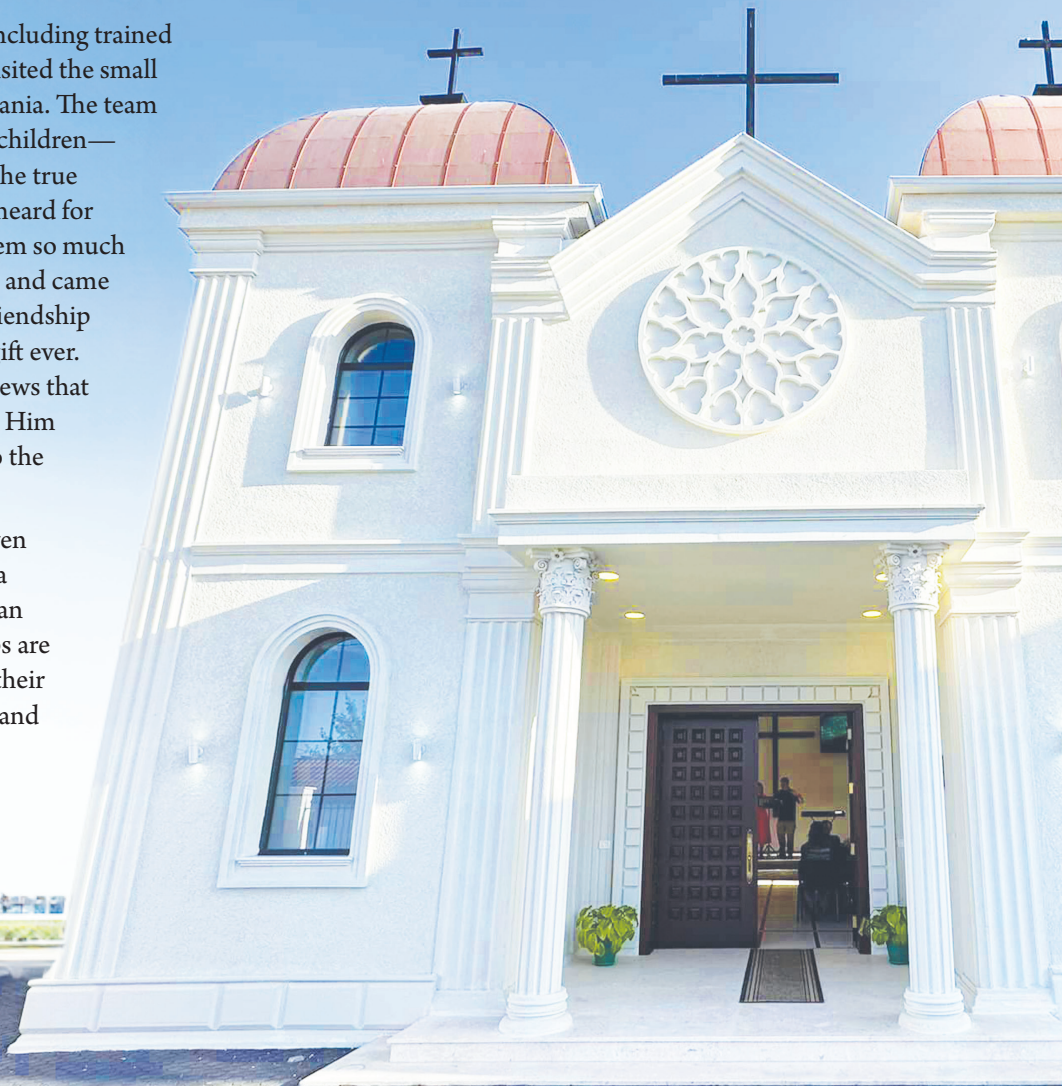 ncluding trained
sited the small
ania. The team
children—
he true
heard for
em so much
and came
iendship
ift ever.
ews that
Him
o the
en
a
an
s are
their
and